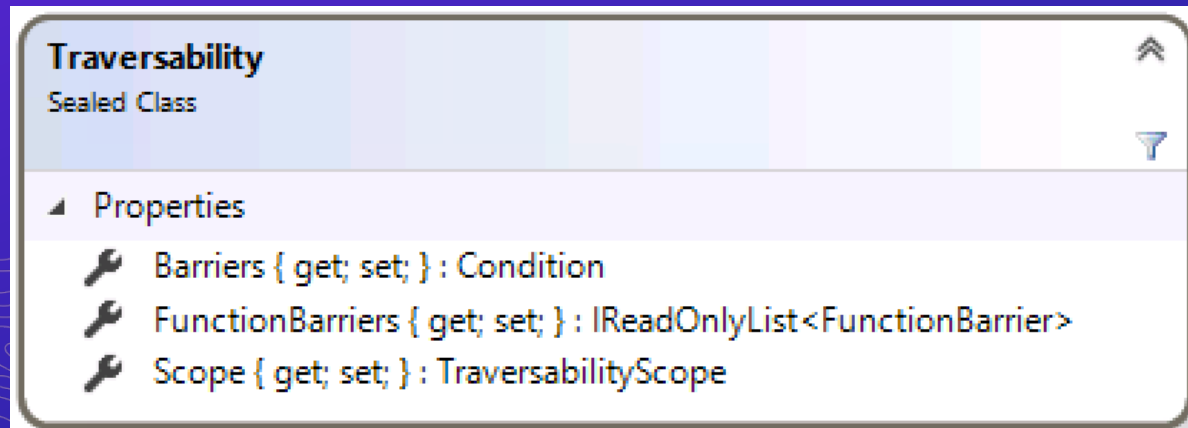 Traversability
Sealed Class
Properties
Barriers { get; set; } : Condition
FunctionBarriers { get; set; } : IReadOnlyList<FunctionBarrier>
Scope { get; set; } : TraversabilityScope